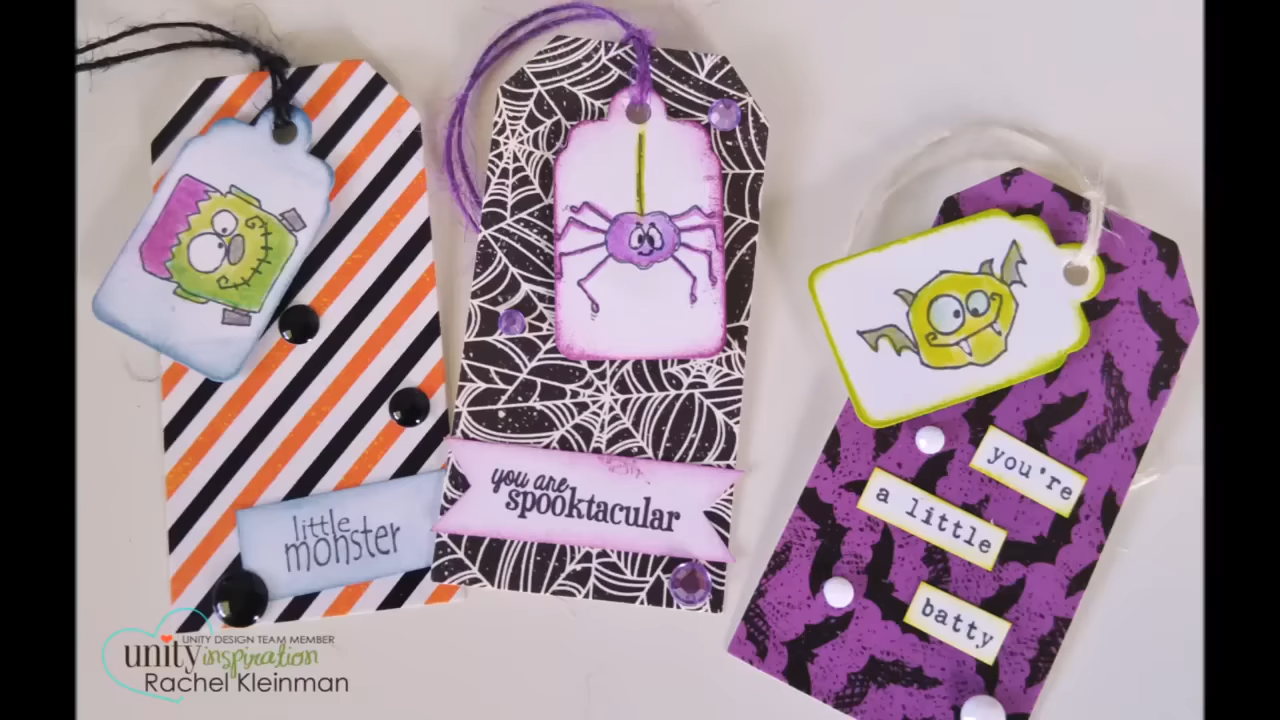 little
monster
you are
spooktacular
you're
a little
batty
UNITY DESIGN TEAM MEMBER
unity inspiration
Rachel Kleinman